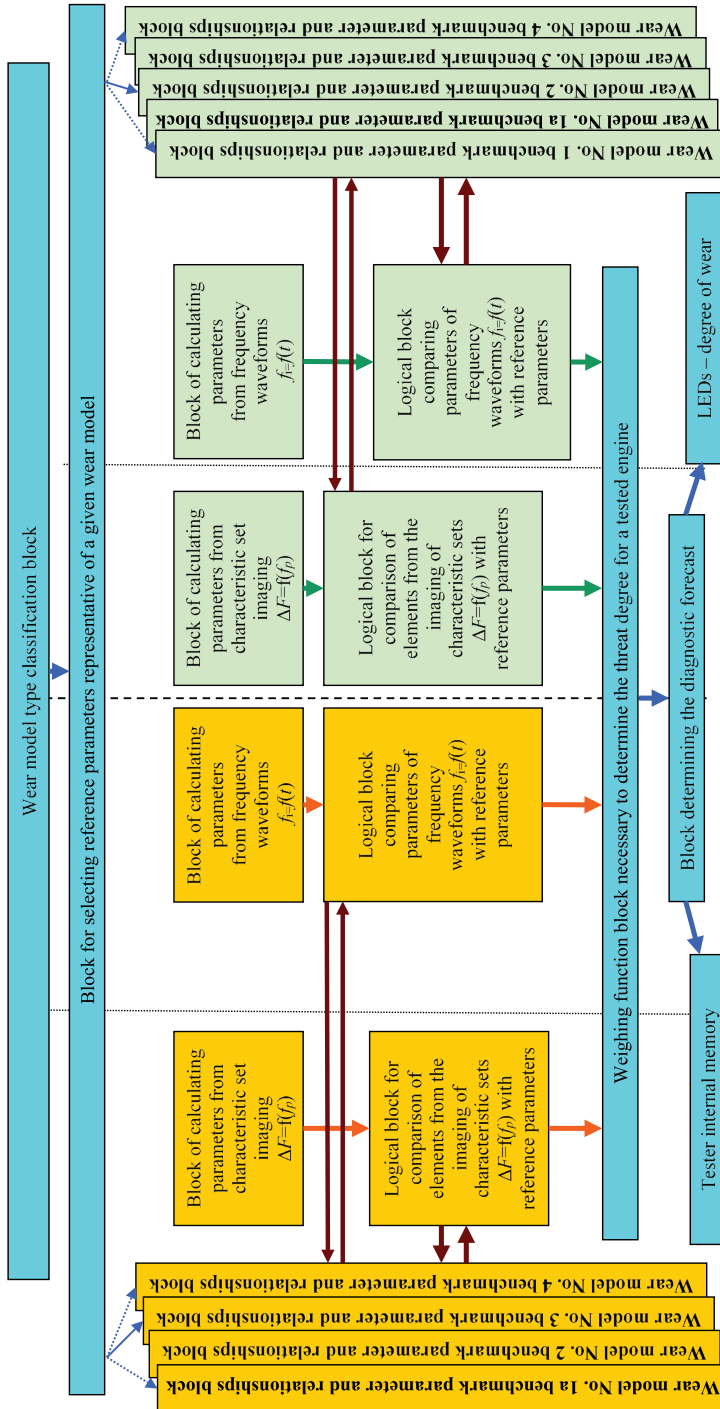 Wear model type classification block
Block for selecting reference parameters representative of a given wear model
Wear model No. 1a benchmark parameter and relationships block
Wear model No. 2 benchmark parameter and relationships block
Wear model No. 3 benchmark parameter and relationships block
Wear model No. 4 benchmark parameter and relationships block
Block of calculating
parameters from
characteristic set
imaging
ΔF=f(fp)
Block of calculating
parameters
from frequency
waveforms
fi=f(t)
Block of calculating
parameters from
characteristic set
imaging
ΔF=f(fp)
Block of calculating
parameters
from frequency
waveforms
fi=f(t)
Logical block for
comparison of
elements from the
imaging of
characteristic sets
ΔF=f(fp) with
reference parameters
Logical block
comparing
parameters of
frequency
waveforms fi=f(t)
with reference
parameters
Logical block for
comparison of
elements from the
imaging of
characteristic sets
ΔF=f(fp) with
reference parameters
Logical block
comparing
parameters of
frequency
waveforms fi=f(t)
with reference
parameters
Wear model No. 1 benchmark parameter and relationships block
Wear model No. 1a benchmark parameter and relationships block
Wear model No. 2 benchmark parameter and relationships block
Wear model No. 3 benchmark parameter and relationships block
Wear model No. 4 benchmark parameter and relationships block
Weighing function block necessary to determine the threat degree for a tested engine
Block determining the diagnostic forecast
Tester internal memory
LEDs – degree of wear